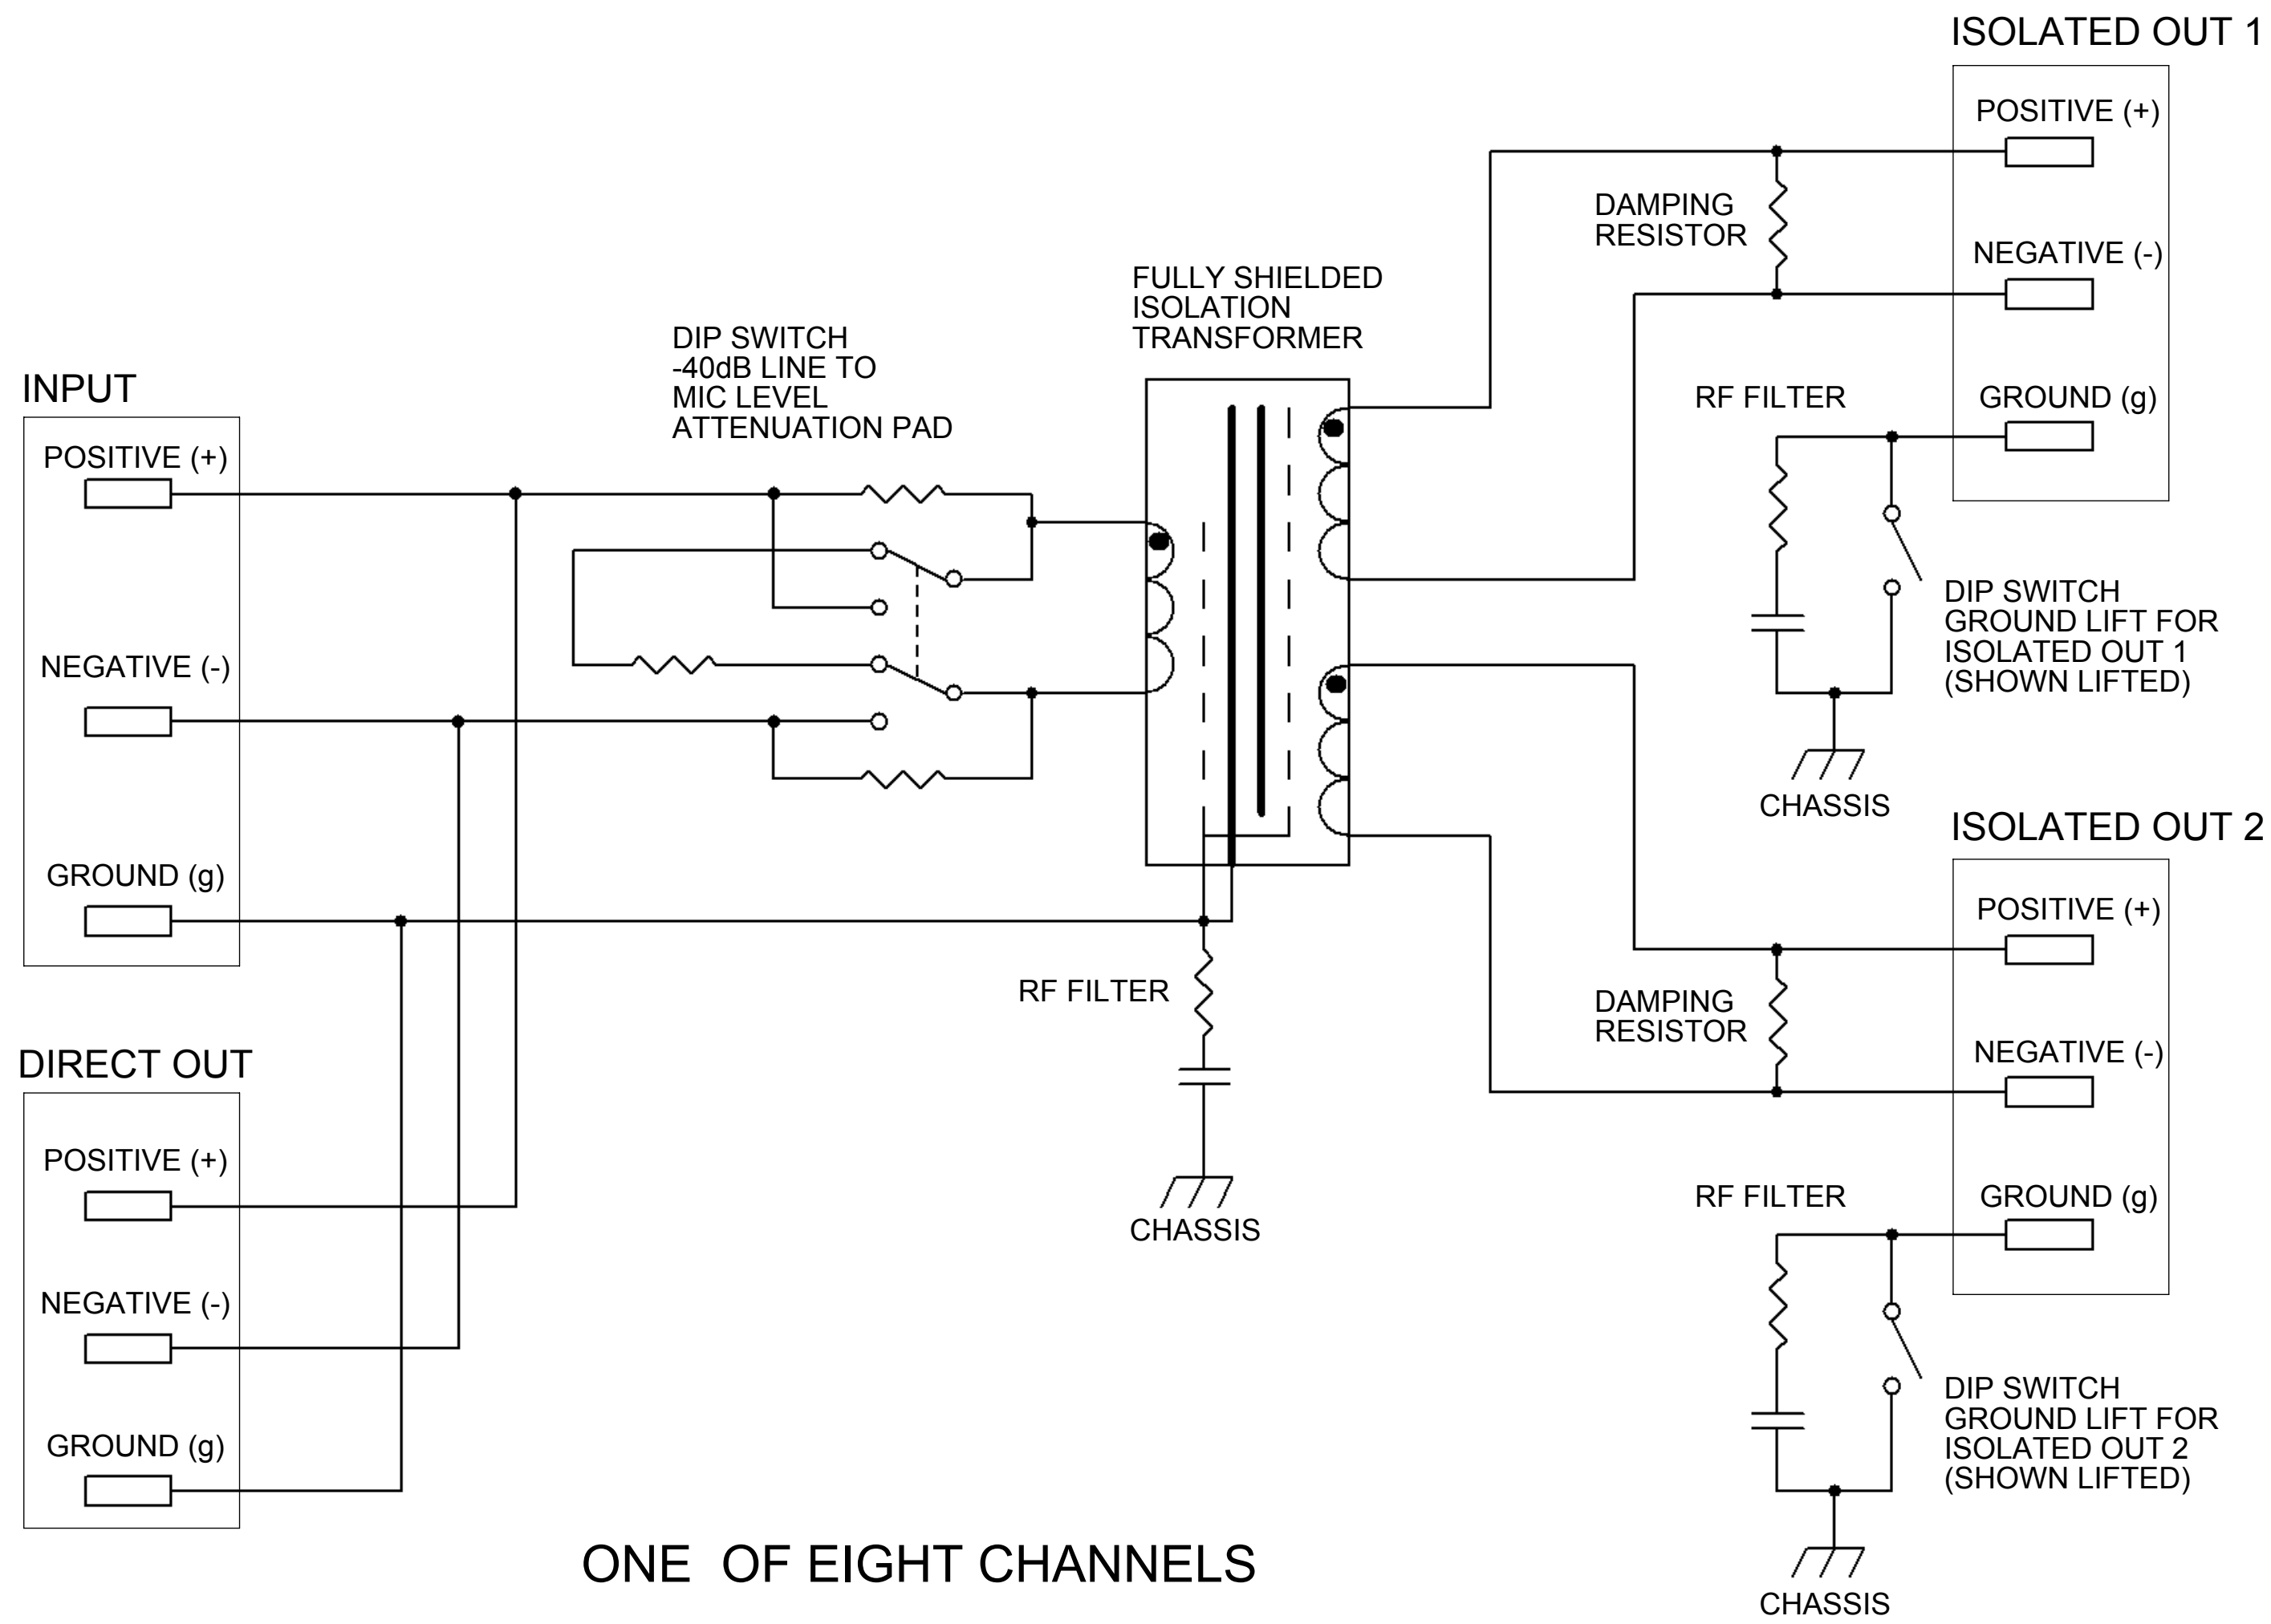 ISOLATED OUT 1
POSITIVE (+)
DAMPING
RESISTOR
NEGATIVE (-)
FULLY SHIELDED
ISOLATION
TRANSFORMER
DIP SWITCH
-40dB LINE TO
MIC LEVEL
ATTENUATION PAD
INPUT
RF FILTER
GROUND (g)
POSITIVE (+)
DIP SWITCH
GROUND LIFT FOR
ISOLATED OUT 1
(SHOWN LIFTED)
NEGATIVE (-)
CHASSIS
ISOLATED OUT 2
GROUND (g)
POSITIVE (+)
RF FILTER
DAMPING
RESISTOR
NEGATIVE (-)
DIRECT OUT
POSITIVE (+)
CHASSIS
RF FILTER
GROUND (g)
NEGATIVE (-)
DIP SWITCH
GROUND LIFT FOR
ISOLATED OUT 2
(SHOWN LIFTED)
GROUND (g)
ONE OF EIGHT CHANNELS
CHASSIS